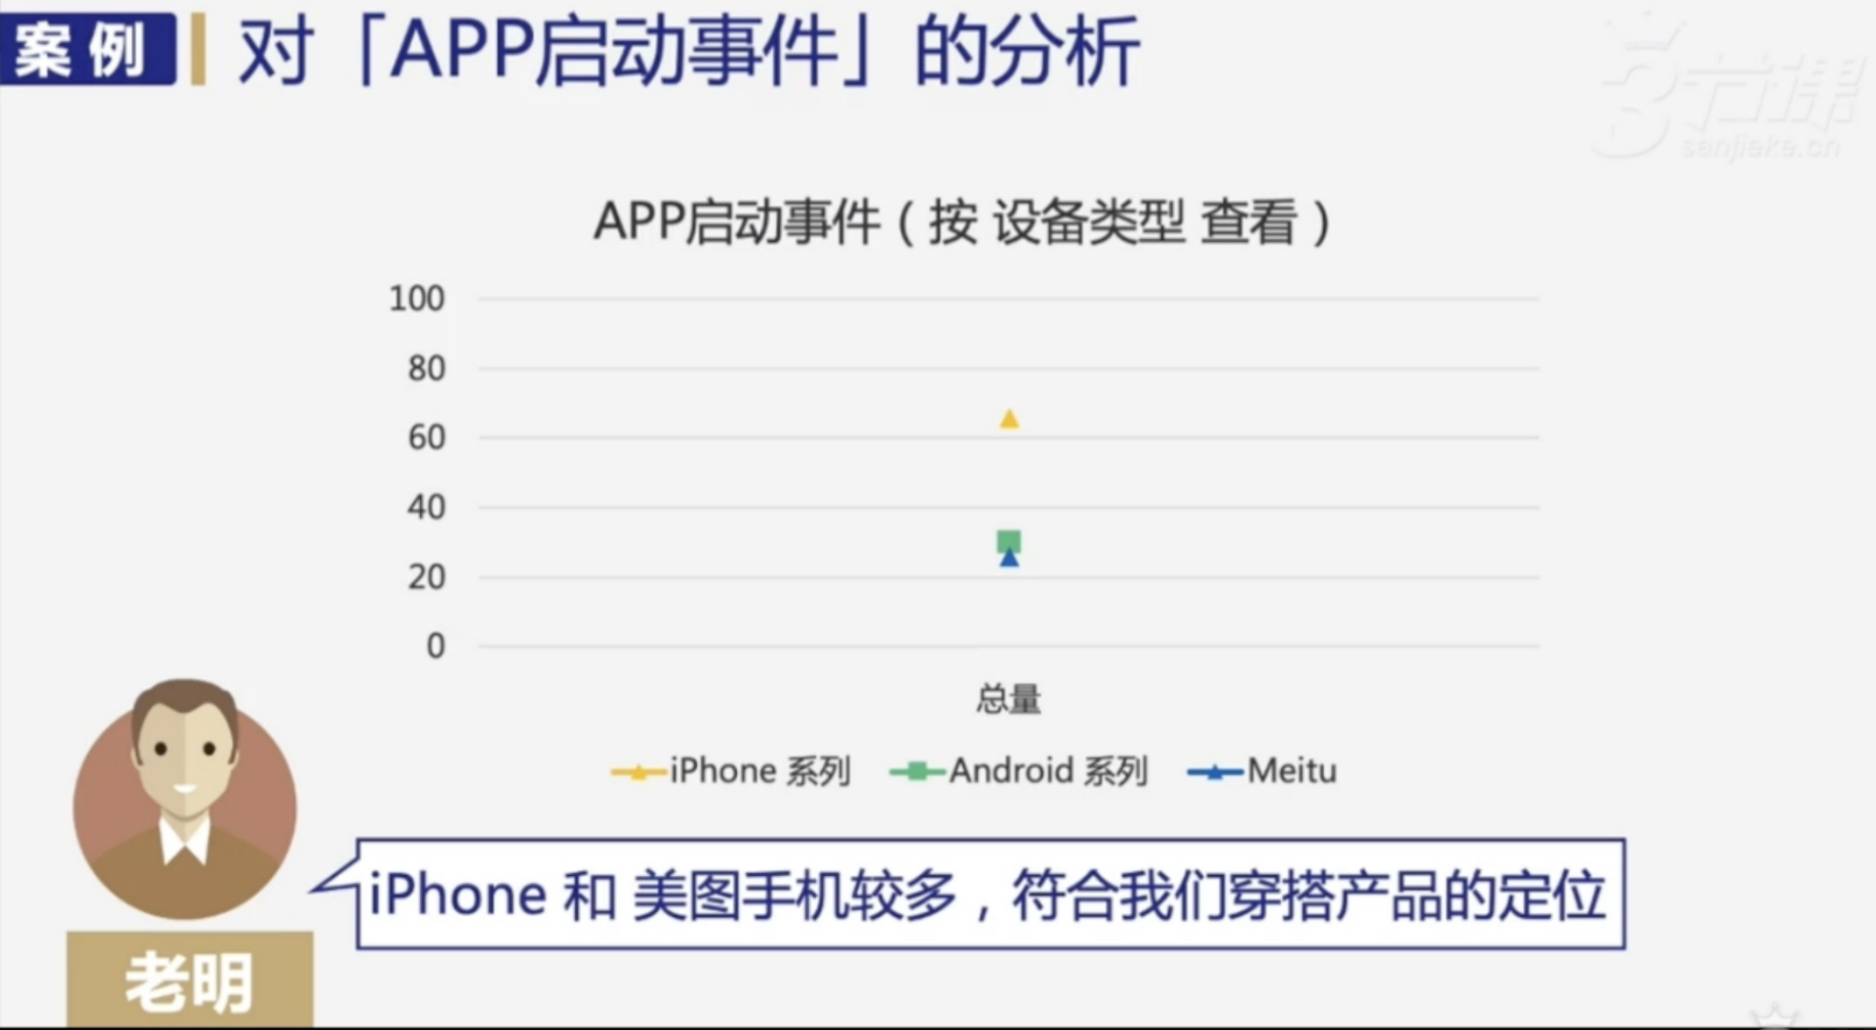 案 例
对「APP启动事件」的分析
3节课
sanjieke.cn
APP启动事件（按 设备类型 查看）
100
80
60
40
20
0
总量
iPhone 系列 Android 系列 Meitu
iPhone 和 美图手机较多，符合我们穿搭产品的定位
老明